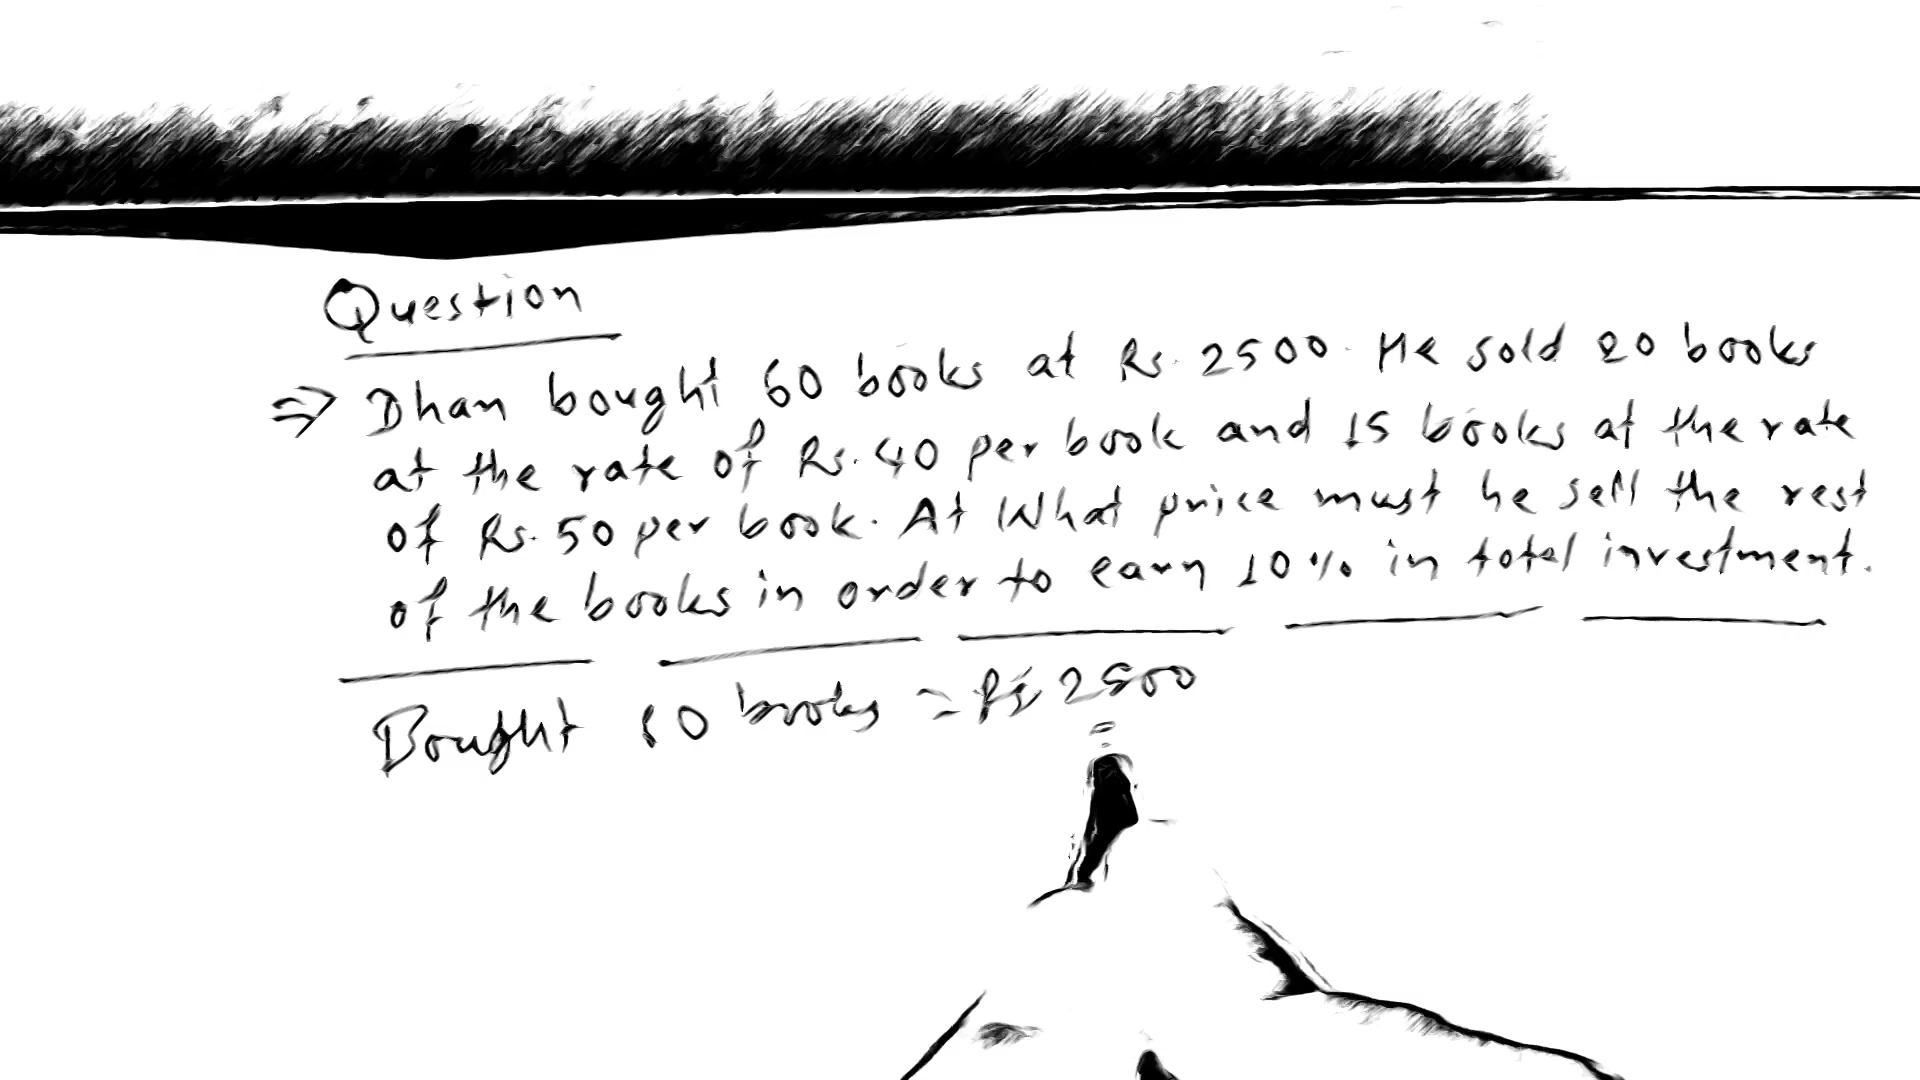 Question
⇒ Dhan bought 60 books at Rs. 2500. He sold 20 books
at the rate of Rs. 40 per book and 15 books at the rate
of Rs. 50 per book. At What price must he sell the rest
of the books in order to earn 10% in total investment.
Bought 60 books = Rs 2500